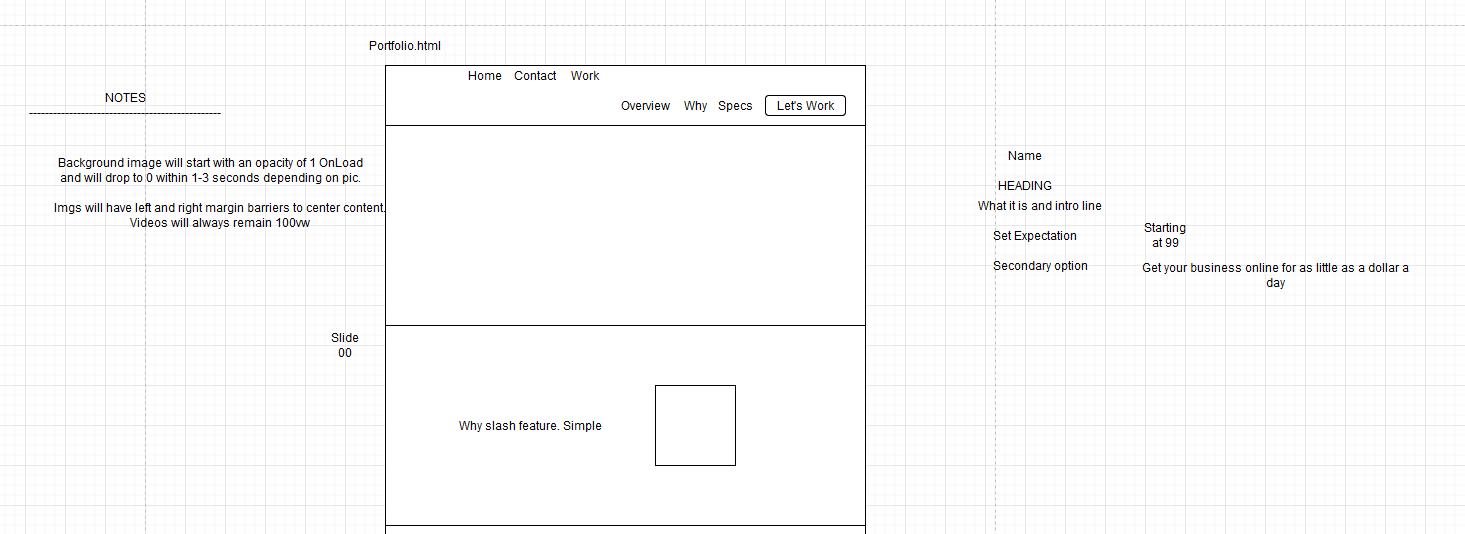 Portfolio.html
Home Contact Work
Overview Why Specs Let's Work
NOTES
------------------------------------------------
Background image will start with an opacity of 1 OnLoad
and will drop to 0 within 1-3 seconds depending on pic.
Imgs will have left and right margin barriers to center content.
Videos will always remain 100vw
Slide
00
Why slash feature. Simple
Name
HEADING
What it is and intro line
Set Expectation
Starting
at 99
Secondary option
Get your business online for as little as a dollar a
day